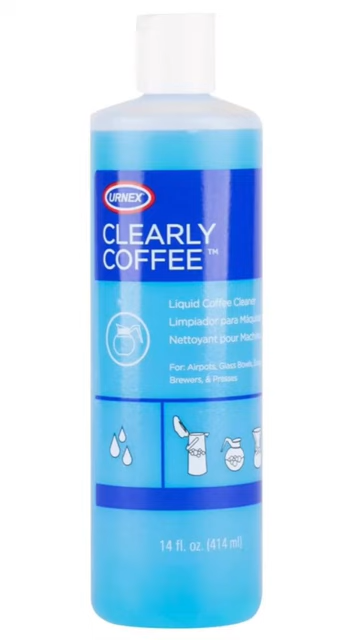 URNEX
CLEARLY
COFFEE™
Liquid Coffee Cleaner
Limpiador para
Nettoyant pour
For: Airpots, Glass Bowls,
Brewers, & Presses
14 fl. oz. (414 ml)